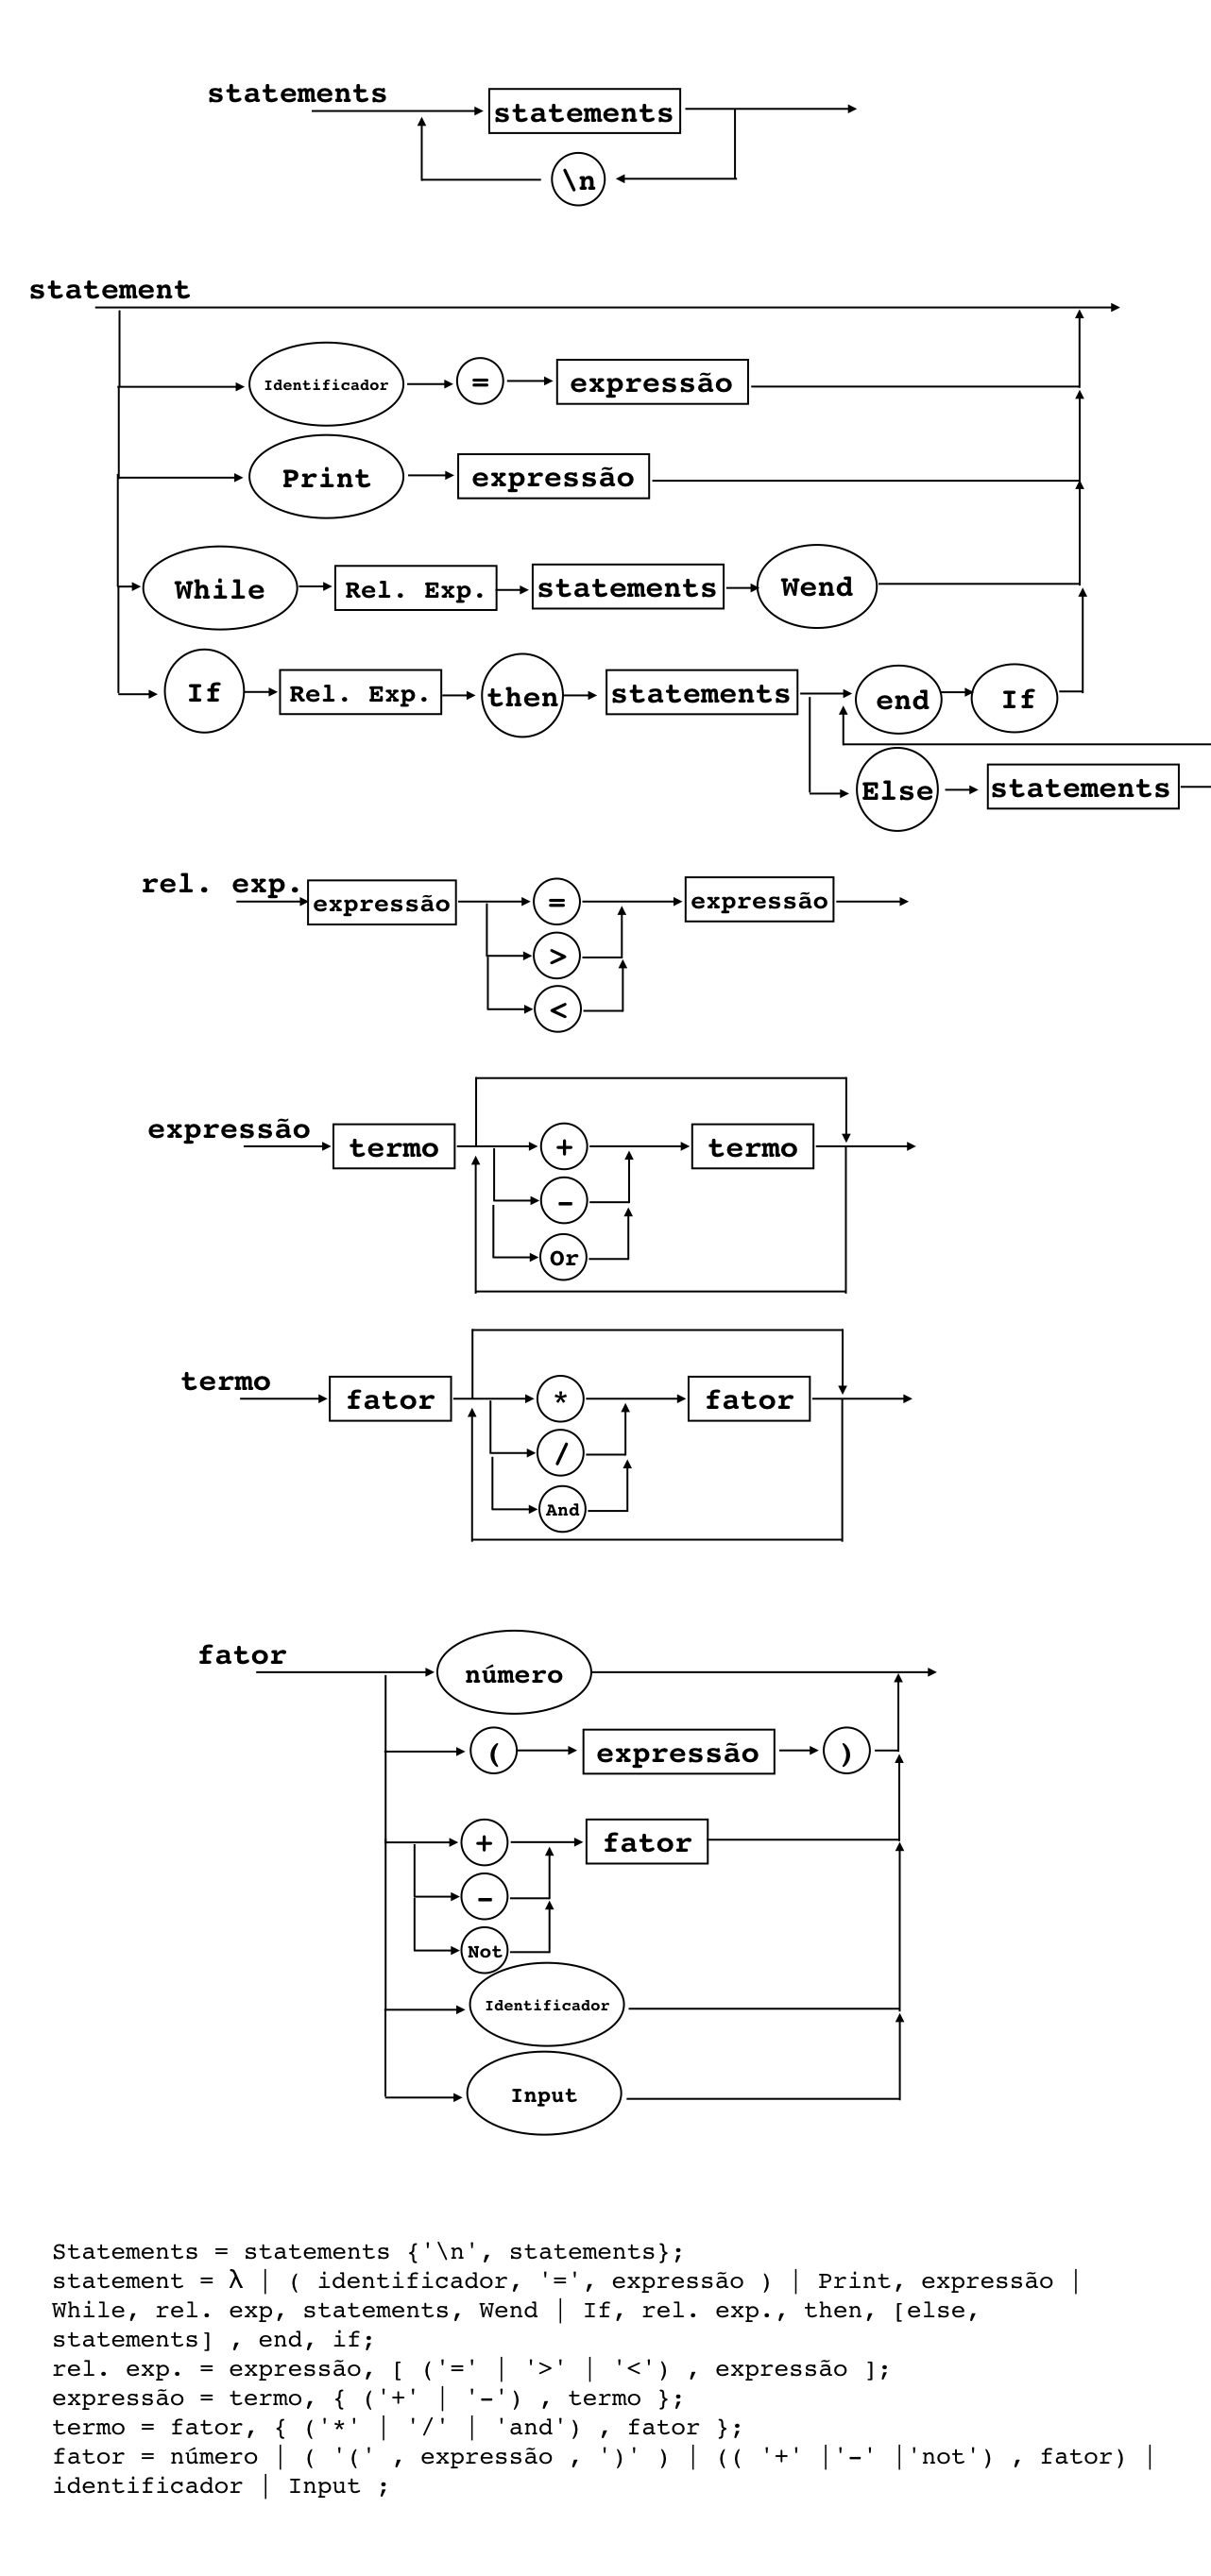 statements
statements
\n
statement
Identificador = expressão
Print expressão
While Rel. Exp. statements Wend
If Rel. Exp. then statements end If
Else statements
rel. exp.
expressão = expressão
>
<
expressão
termo + termo
-
Or
termo
fator * fator
/
And
fator
número
( expressão )
+ fator
-
Not
Identificador
Input
Statements = statements {'\n', statements};
statement = λ | ( identificador, '=', expressão ) | Print, expressão |
While, rel. exp, statements, Wend | If, rel. exp., then, [else,
statements] , end, if;
rel. exp. = expressão, [ ('=' | '>' | '<') , expressão ];
expressão = termo, { ('+' | '-') , termo };
termo = fator, { ('*' | '/' | 'and') , fator };
fator = número | ( '(' , expressão , ')' ) | (( '+' |'-' |'not') , fator) |
identificador | Input ;